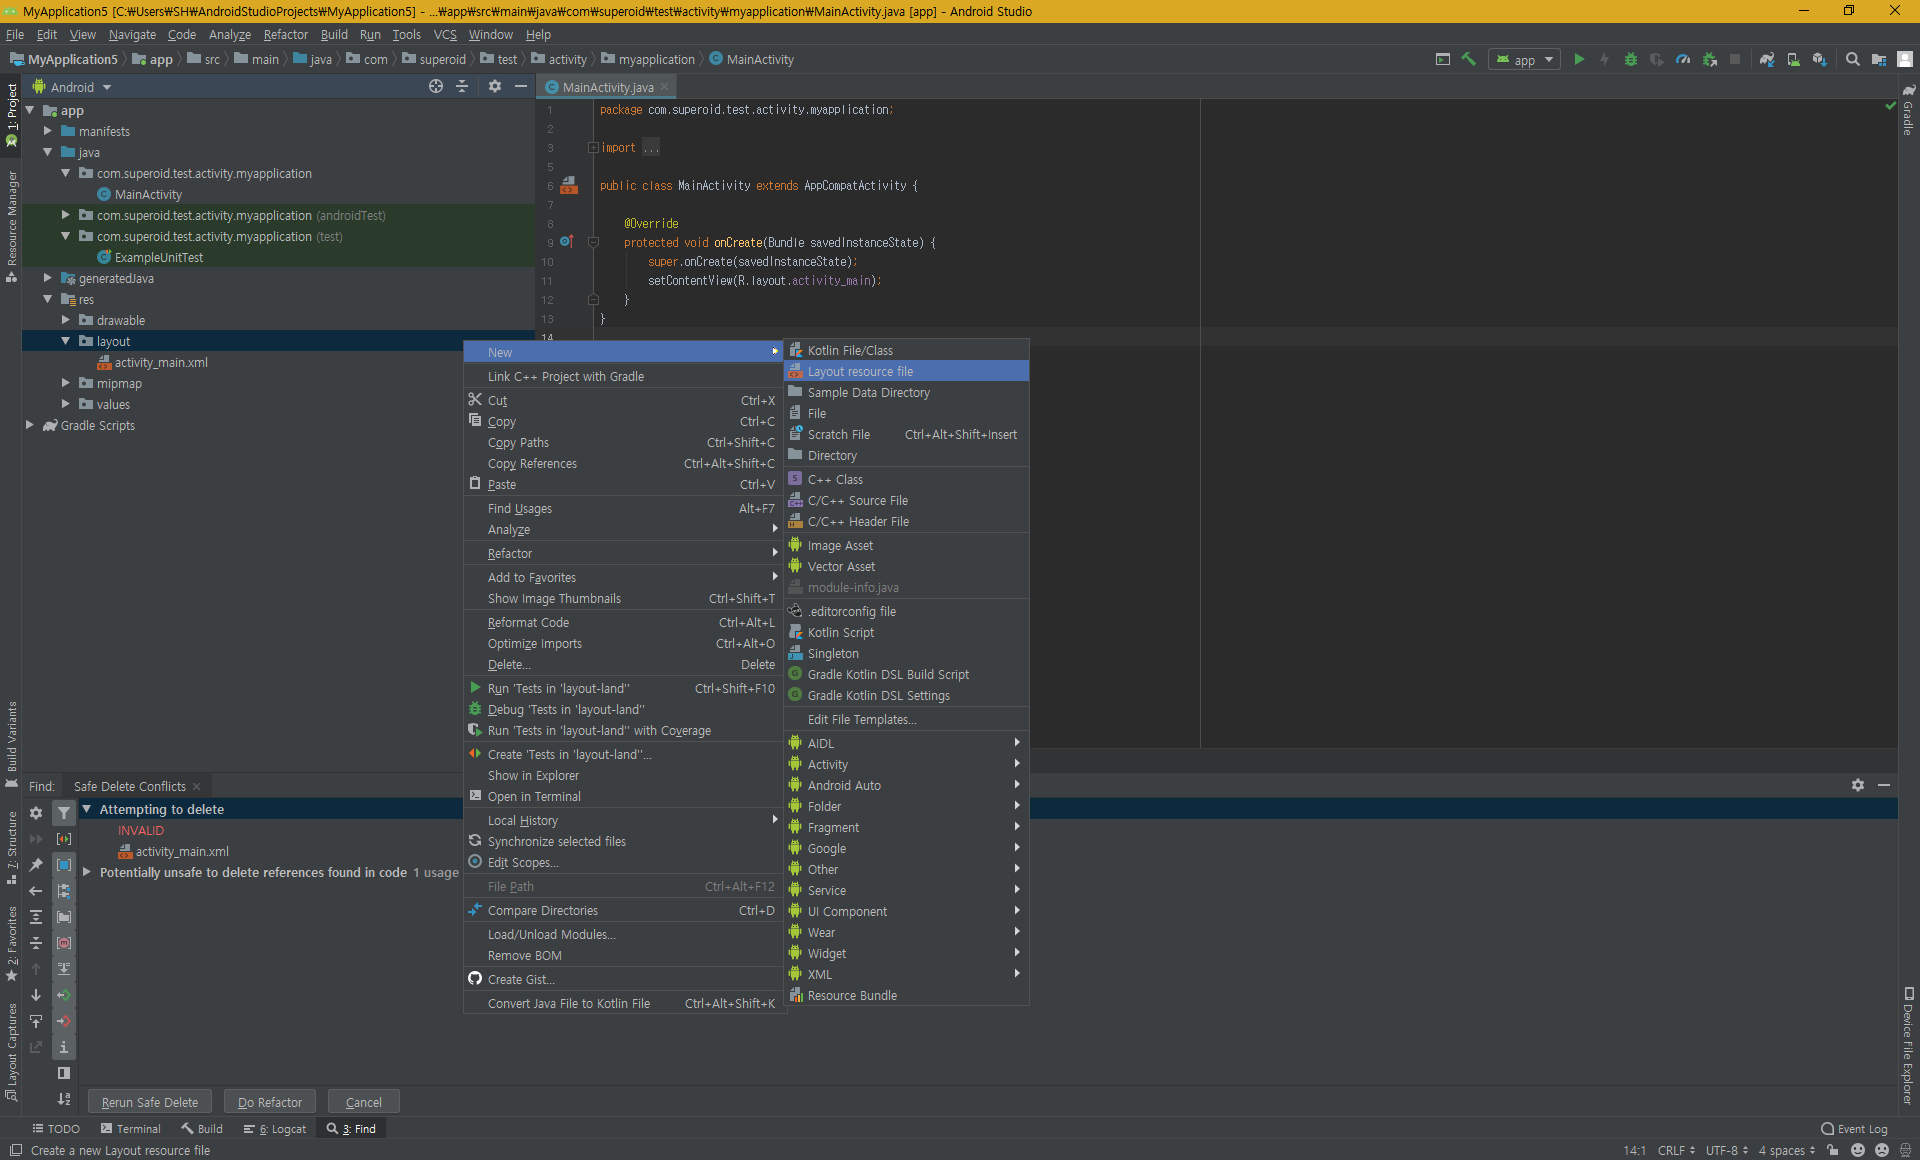 MyApplication5 [C:₩Users₩SH₩AndroidStudioProjects₩MyApplication5] - ...₩app₩src₩main₩java₩com₩superoid₩test₩activity₩myapplication₩MainActivity.java [app] - Android Studio
File Edit View Navigate Code Analyze Refactor Build Run Tools VCS Window Help
MyApplication5 app src main java com superoid test activity myapplication MainActivity
app
Android
MainActivity.java
1: Project
Resource Manager
Build Variants
7: Structure
2: Favorites
Layout Captures
app
manifests
java
com.superoid.test.activity.myapplication
MainActivity
com.superoid.test.activity.myapplication (androidTest)
com.superoid.test.activity.myapplication (test)
ExampleUnitTest
generatedJava
res
drawable
layout
activity_main.xml
mipmap
values
Gradle Scripts
1 package com.superoid.test.activity.myapplication;
2
3 import ...
5
6 public class MainActivity extends AppCompatActivity {
7
8 @Override
9 protected void onCreate(Bundle savedInstanceState) {
10 super.onCreate(savedInstanceState);
11 setContentView(R.layout.activity_main);
12 }
13 }
14
New
Link C++ Project with Gradle
Cut Ctrl+X
Copy Ctrl+C
Copy Paths Ctrl+Shift+C
Copy References Ctrl+Alt+Shift+C
Paste Ctrl+V
Find Usages Alt+F7
Analyze
Refactor
Add to Favorites
Show Image Thumbnails Ctrl+Shift+T
Reformat Code Ctrl+Alt+L
Optimize Imports Ctrl+Alt+O
Delete... Delete
Run 'Tests in 'layout-land'' Ctrl+Shift+F10
Debug 'Tests in 'layout-land''
Run 'Tests in 'layout-land'' with Coverage
Create 'Tests in 'layout-land''...
Show in Explorer
Open in Terminal
Local History
Synchronize selected files
Edit Scopes...
File Path Ctrl+Alt+F12
Compare Directories Ctrl+D
Load/Unload Modules...
Remove BOM
Create Gist...
Convert Java File to Kotlin File Ctrl+Alt+Shift+K
Kotlin File/Class
Layout resource file
Sample Data Directory
File
Scratch File Ctrl+Alt+Shift+Insert
Directory
C++ Class
C/C++ Source File
C/C++ Header File
Image Asset
Vector Asset
module-info.java
.editorconfig file
Kotlin Script
Singleton
Gradle Kotlin DSL Build Script
Gradle Kotlin DSL Settings
Edit File Templates...
AIDL
Activity
Android Auto
Folder
Fragment
Google
Other
Service
UI Component
Wear
Widget
XML
Resource Bundle
Gradle
Device File Explorer
Find: Safe Delete Conflicts
Attempting to delete
INVALID
activity_main.xml
Potentially unsafe to delete references found in code 1 usage
Rerun Safe Delete Do Refactor Cancel
TODO Terminal Build 6: Logcat 3: Find Event Log
Create a new Layout resource file 14:1 CRLF UTF-8 4 spaces